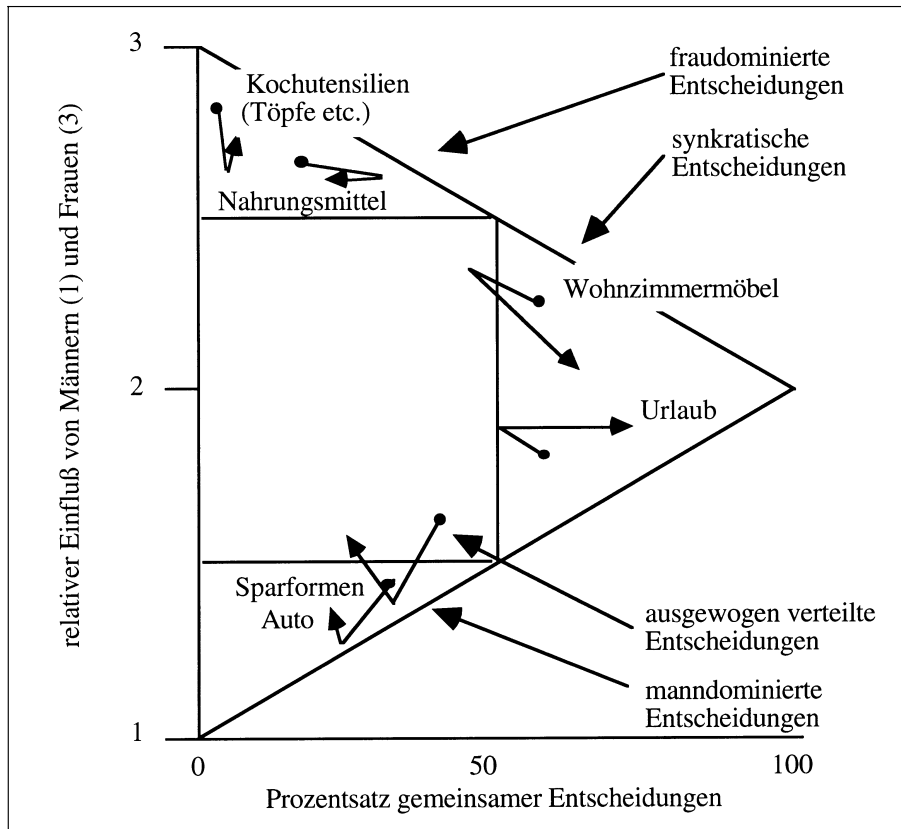 3
Kochutensilien
(Töpfe etc.)
fraudominierte
Entscheidungen
synkratische
Entscheidungen
Nahrungsmittel
Wohnzimmermöbel
relativer Einfluß von Männern (1) und Frauen (3)
2
Urlaub
Sparformen
Auto
ausgewogen verteilte
Entscheidungen
manndominierte
Entscheidungen
1
0
50
100
Prozentsatz gemeinsamer Entscheidungen